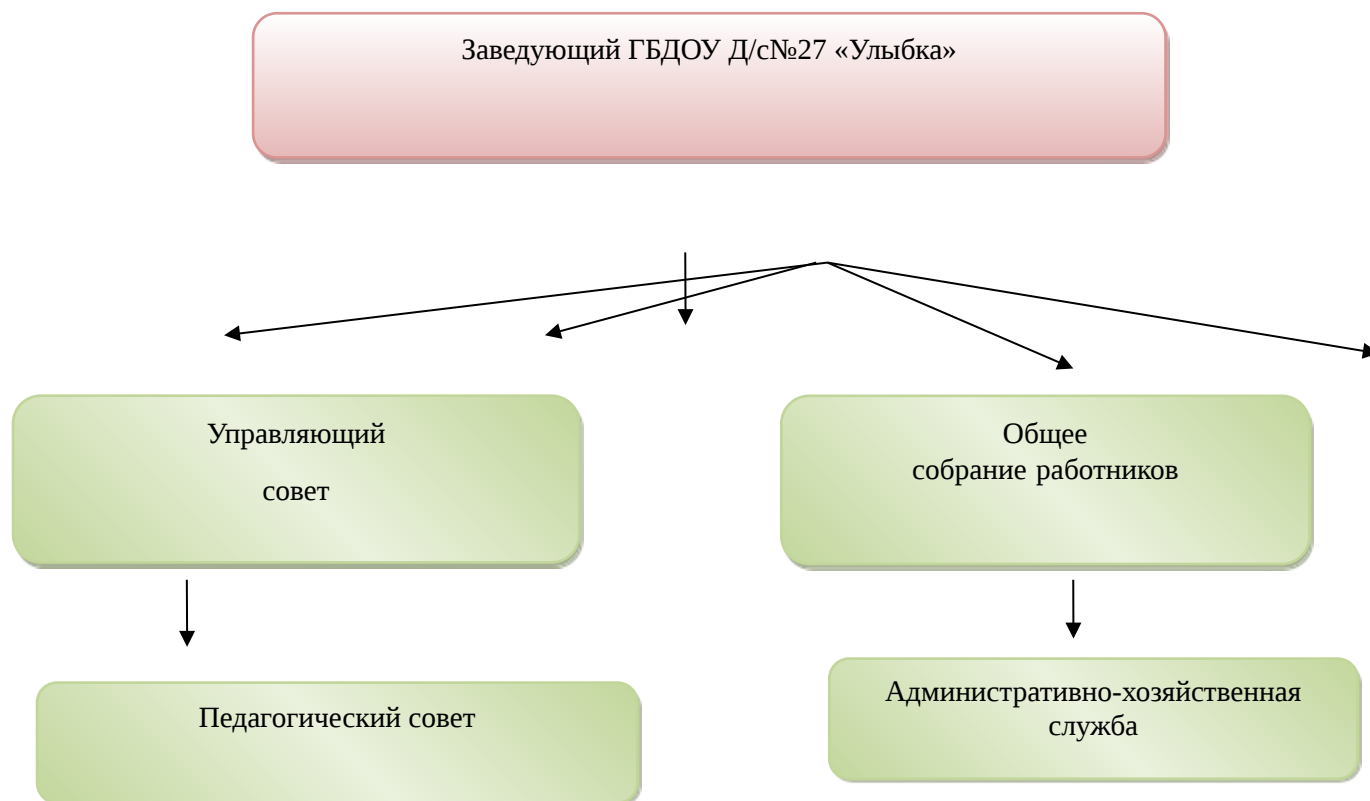 Заведующий ГБДОУ Д/с№27 «Улыбка»
Управляющий
совет
Общее
собрание работников
Педагогический совет
Административно-хозяйственная
служба